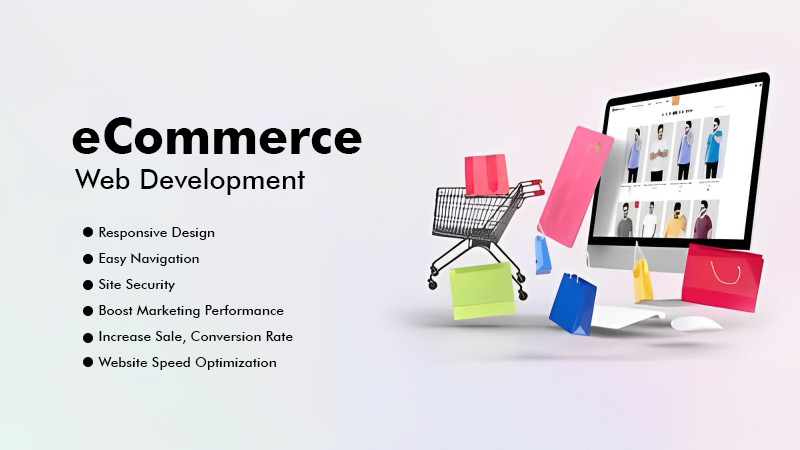 eCommerce
Web Development
Responsive Design
Easy Navigation
Site Security
Boost Marketing Performance
Increase Sale, Conversion Rate
Website Speed Optimization